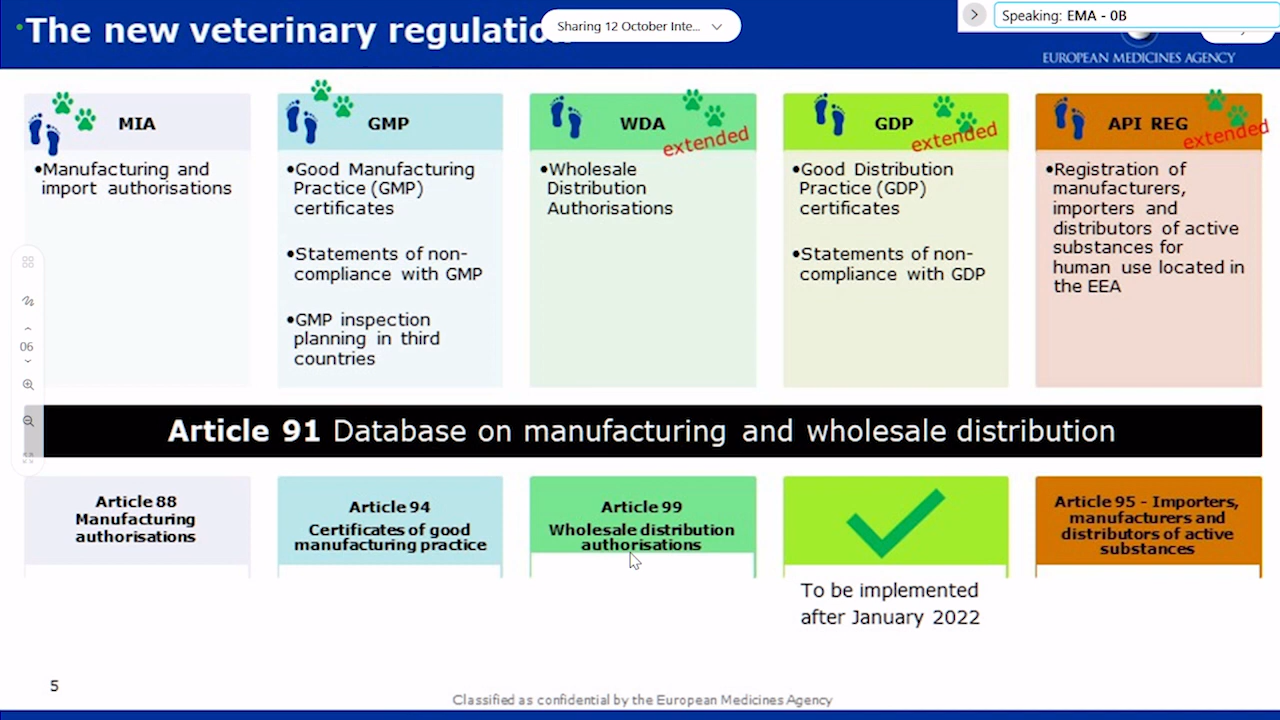 The new veterinary regulatio
Sharing 12 October Inte...
Speaking: EMA - 0B
EUROPEAN MEDICINES AGENCY
MIA
•Manufacturing and
import authorisations
GMP
•Good Manufacturing
Practice (GMP)
certificates
•Statements of non-
compliance with GMP
•GMP inspection
planning in third
countries
WDA
extended
•Wholesale
Distribution
Authorisations
GDP
extended
•Good Distribution
Practice (GDP)
certificates
•Statements of non-
compliance with GDP
API REG
extended
•Registration of
manufacturers,
importers and
distributors of active
substances for
human use located in
the EEA
06
Article 91 Database on manufacturing and wholesale distribution
Article 88
Manufacturing
authorisations
Article 94
Certificates of good
manufacturing practice
Article 99
Wholesale distribution
authorisations
To be implemented
after January 2022
Article 95 - Importers,
manufacturers and
distributors of active
substances
5
Classified as confidential by the European Medicines Agency